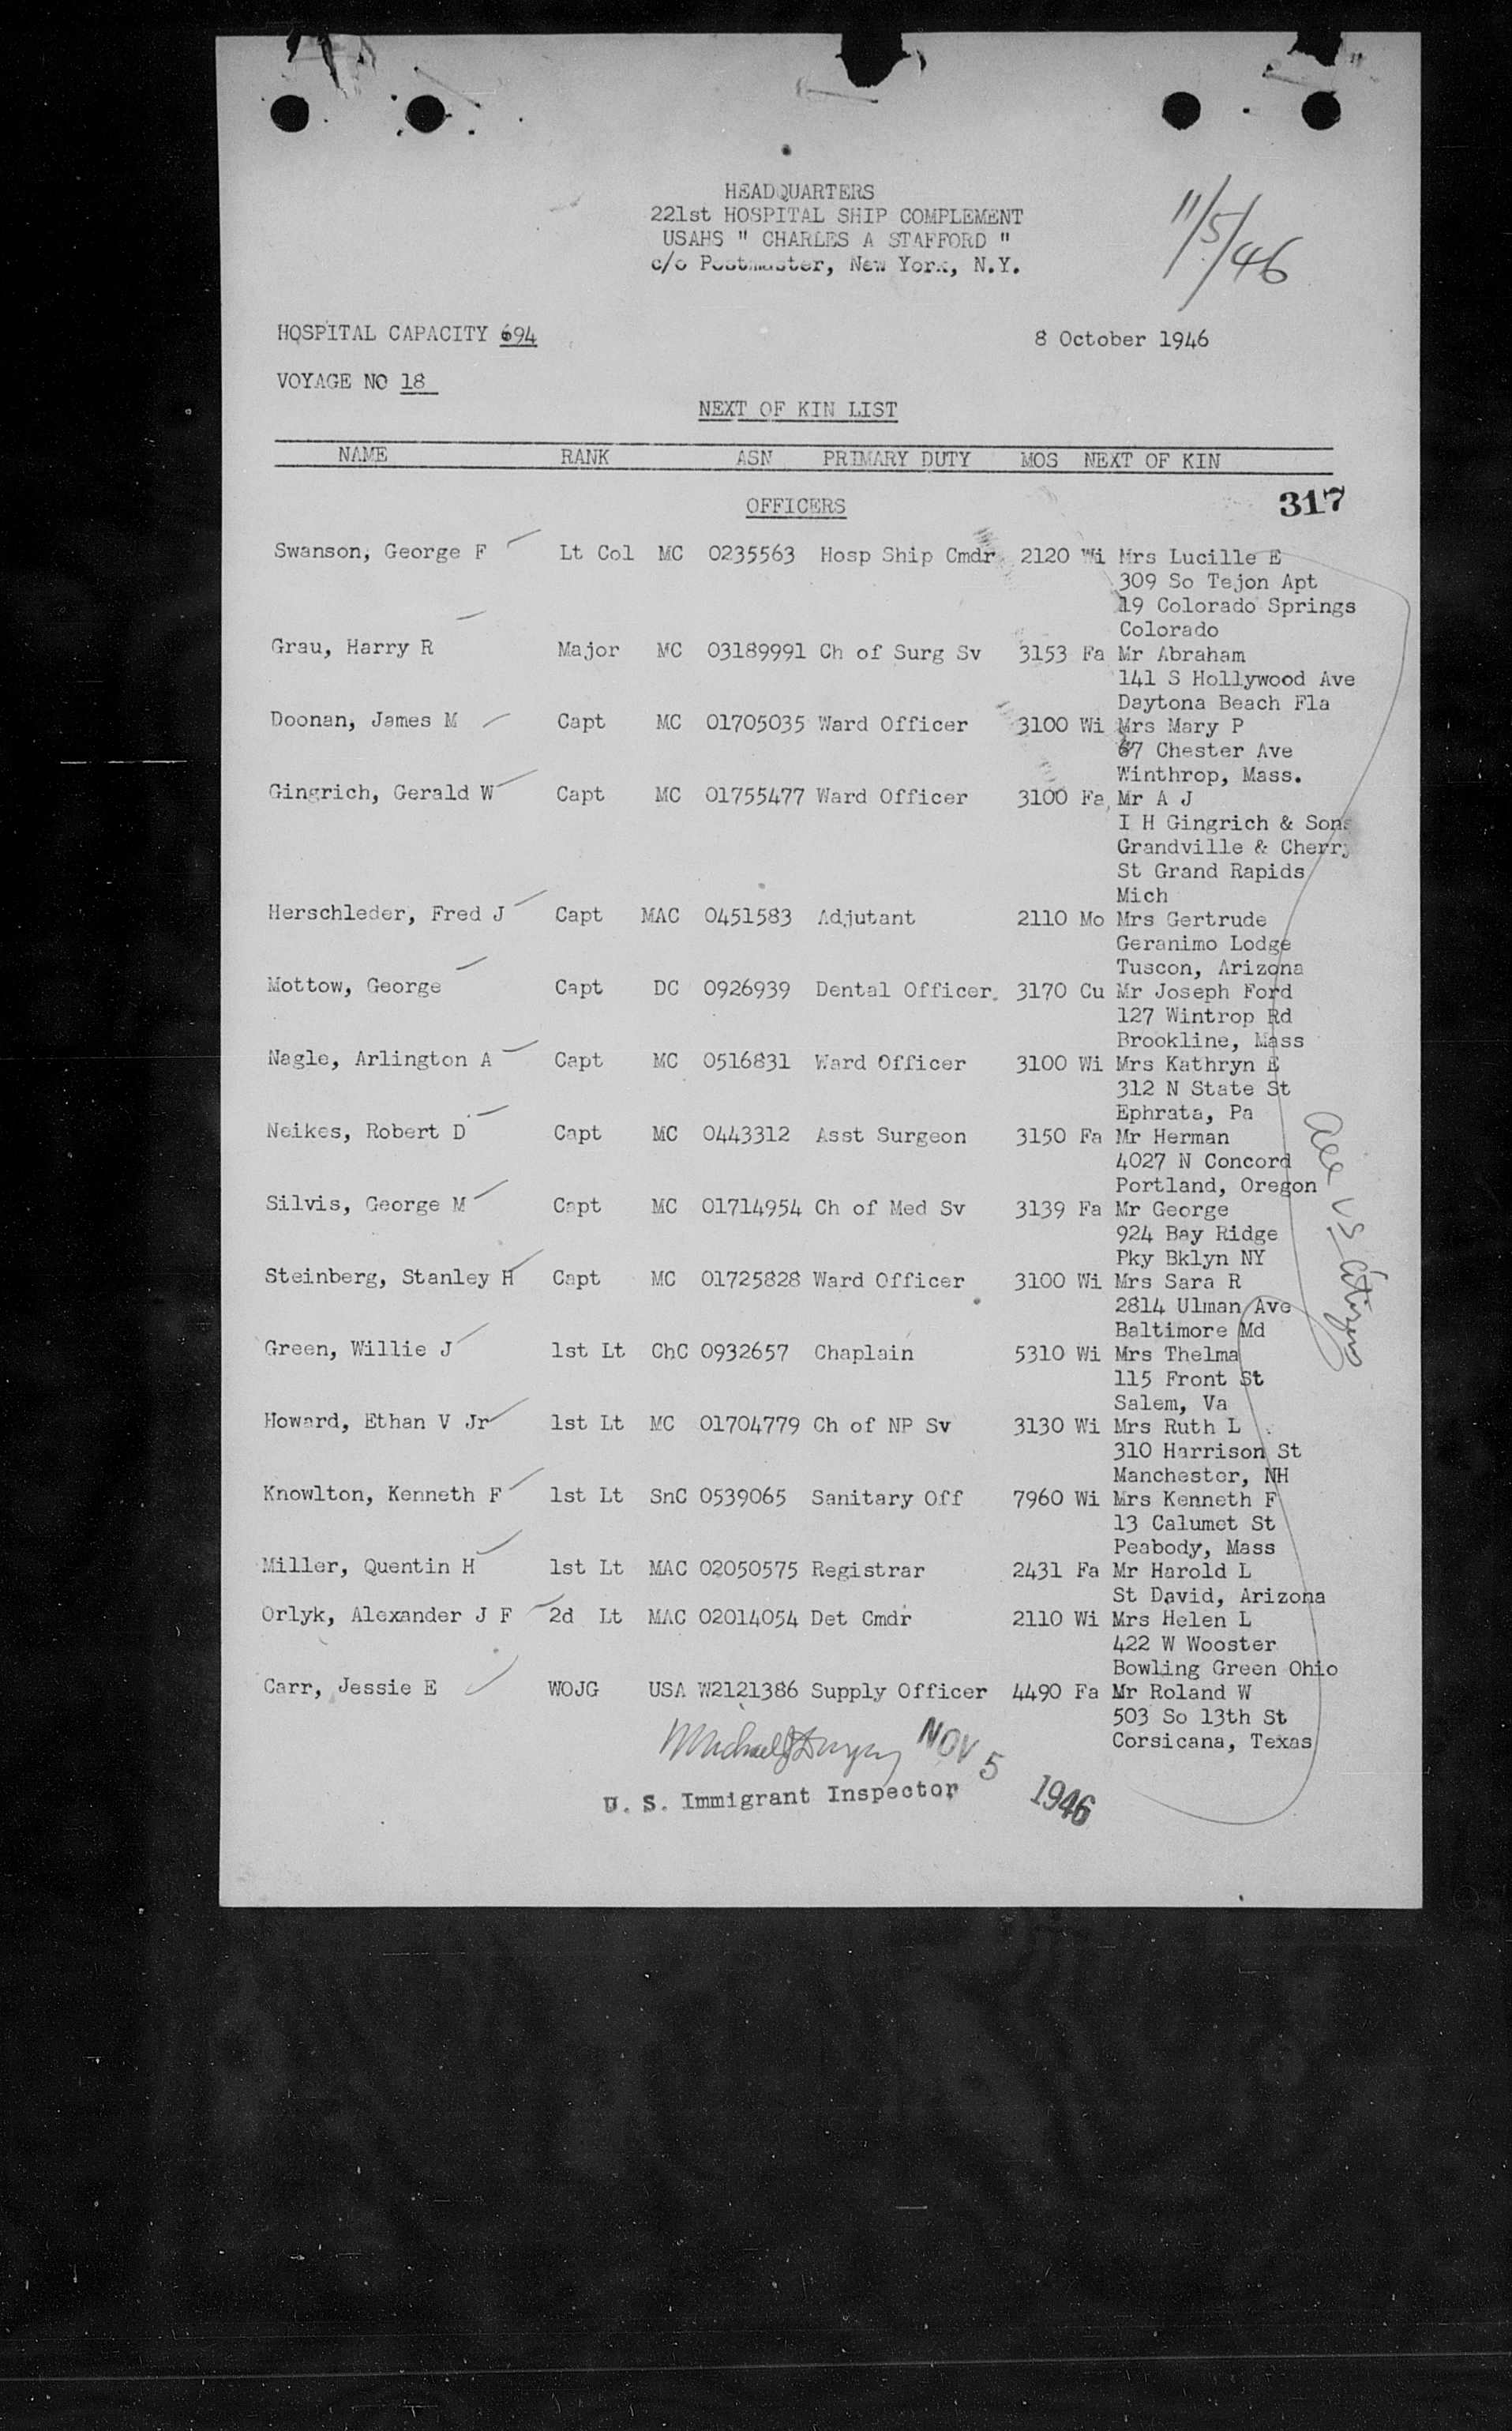 HEADQUARTERS
221st HOSPITAL SHIP COMPLEMENT
USAHS " CHARLES A STAFFORD "
c/o Postmaster, New York, N.Y.
11/5/46
HOSPITAL CAPACITY 694
8 October 1946
VOYAGE NO 18
NEXT OF KIN LIST
NAME RANK ASN PRIMARY DUTY MOS NEXT OF KIN
OFFICERS
317
Swanson, George F Lt Col MC 0235563 Hosp Ship Cmdr 2120 Wi Mrs Lucille E
309 So Tejon Apt
19 Colorado Springs
Colorado
Grau, Harry R Major MC 03189991 Ch of Surg Sv 3153 Fa Mr Abraham
141 S Hollywood Ave
Daytona Beach Fla
Doonan, James M Capt MC 01705035 Ward Officer 3100 Wi Mrs Mary P
67 Chester Ave
Winthrop, Mass.
Gingrich, Gerald W Capt MC 01755477 Ward Officer 3100 Fa Mr A J
I H Gingrich & Sons
Grandville & Cherry
St Grand Rapids
Mich
Herschleder, Fred J Capt MAC 0451583 Adjutant 2110 Mo Mrs Gertrude
Geranimo Lodge
Tuscon, Arizona
Mottow, George Capt DC 0926939 Dental Officer 3170 Cu Mr Joseph Ford
127 Wintrop Rd
Brookline, Mass
Nagle, Arlington A Capt MC 0516831 Ward Officer 3100 Wi Mrs Kathryn E
312 N State St
Ephrata, Pa
Neikes, Robert D Capt MC 0443312 Asst Surgeon 3150 Fa Mr Herman
4027 N Concord
Portland, Oregon
Silvis, George M Capt MC 01714954 Ch of Med Sv 3139 Fa Mr George
924 Bay Ridge
Pky Bklyn NY
Steinberg, Stanley H Capt MC 01725828 Ward Officer 3100 Wi Mrs Sara R
2814 Ulman Ave
Baltimore Md
Green, Willie J 1st Lt ChC 0932657 Chaplain 5310 Wi Mrs Thelma
115 Front St
Salem, Va
Howard, Ethan V Jr 1st Lt MC 01704779 Ch of NP Sv 3130 Wi Mrs Ruth L
310 Harrison St
Manchester, NH
Knowlton, Kenneth F 1st Lt SnC 0539065 Sanitary Off 7960 Wi Mrs Kenneth F
13 Calumet St
Peabody, Mass
Miller, Quentin H 1st Lt MAC 02050575 Registrar 2431 Fa Mr Harold L
St David, Arizona
Orlyk, Alexander J F 2d Lt MAC 02014054 Det Cmdr 2110 Wi Mrs Helen L
422 W Wooster
Bowling Green Ohio
Carr, Jessie E WOJG USA W2121386 Supply Officer 4490 Fa Mr Roland W
503 So 13th St
Corsicana, Texas
all US Citizens
Michael J
NOV 5 1946
U. S. Immigrant Inspector